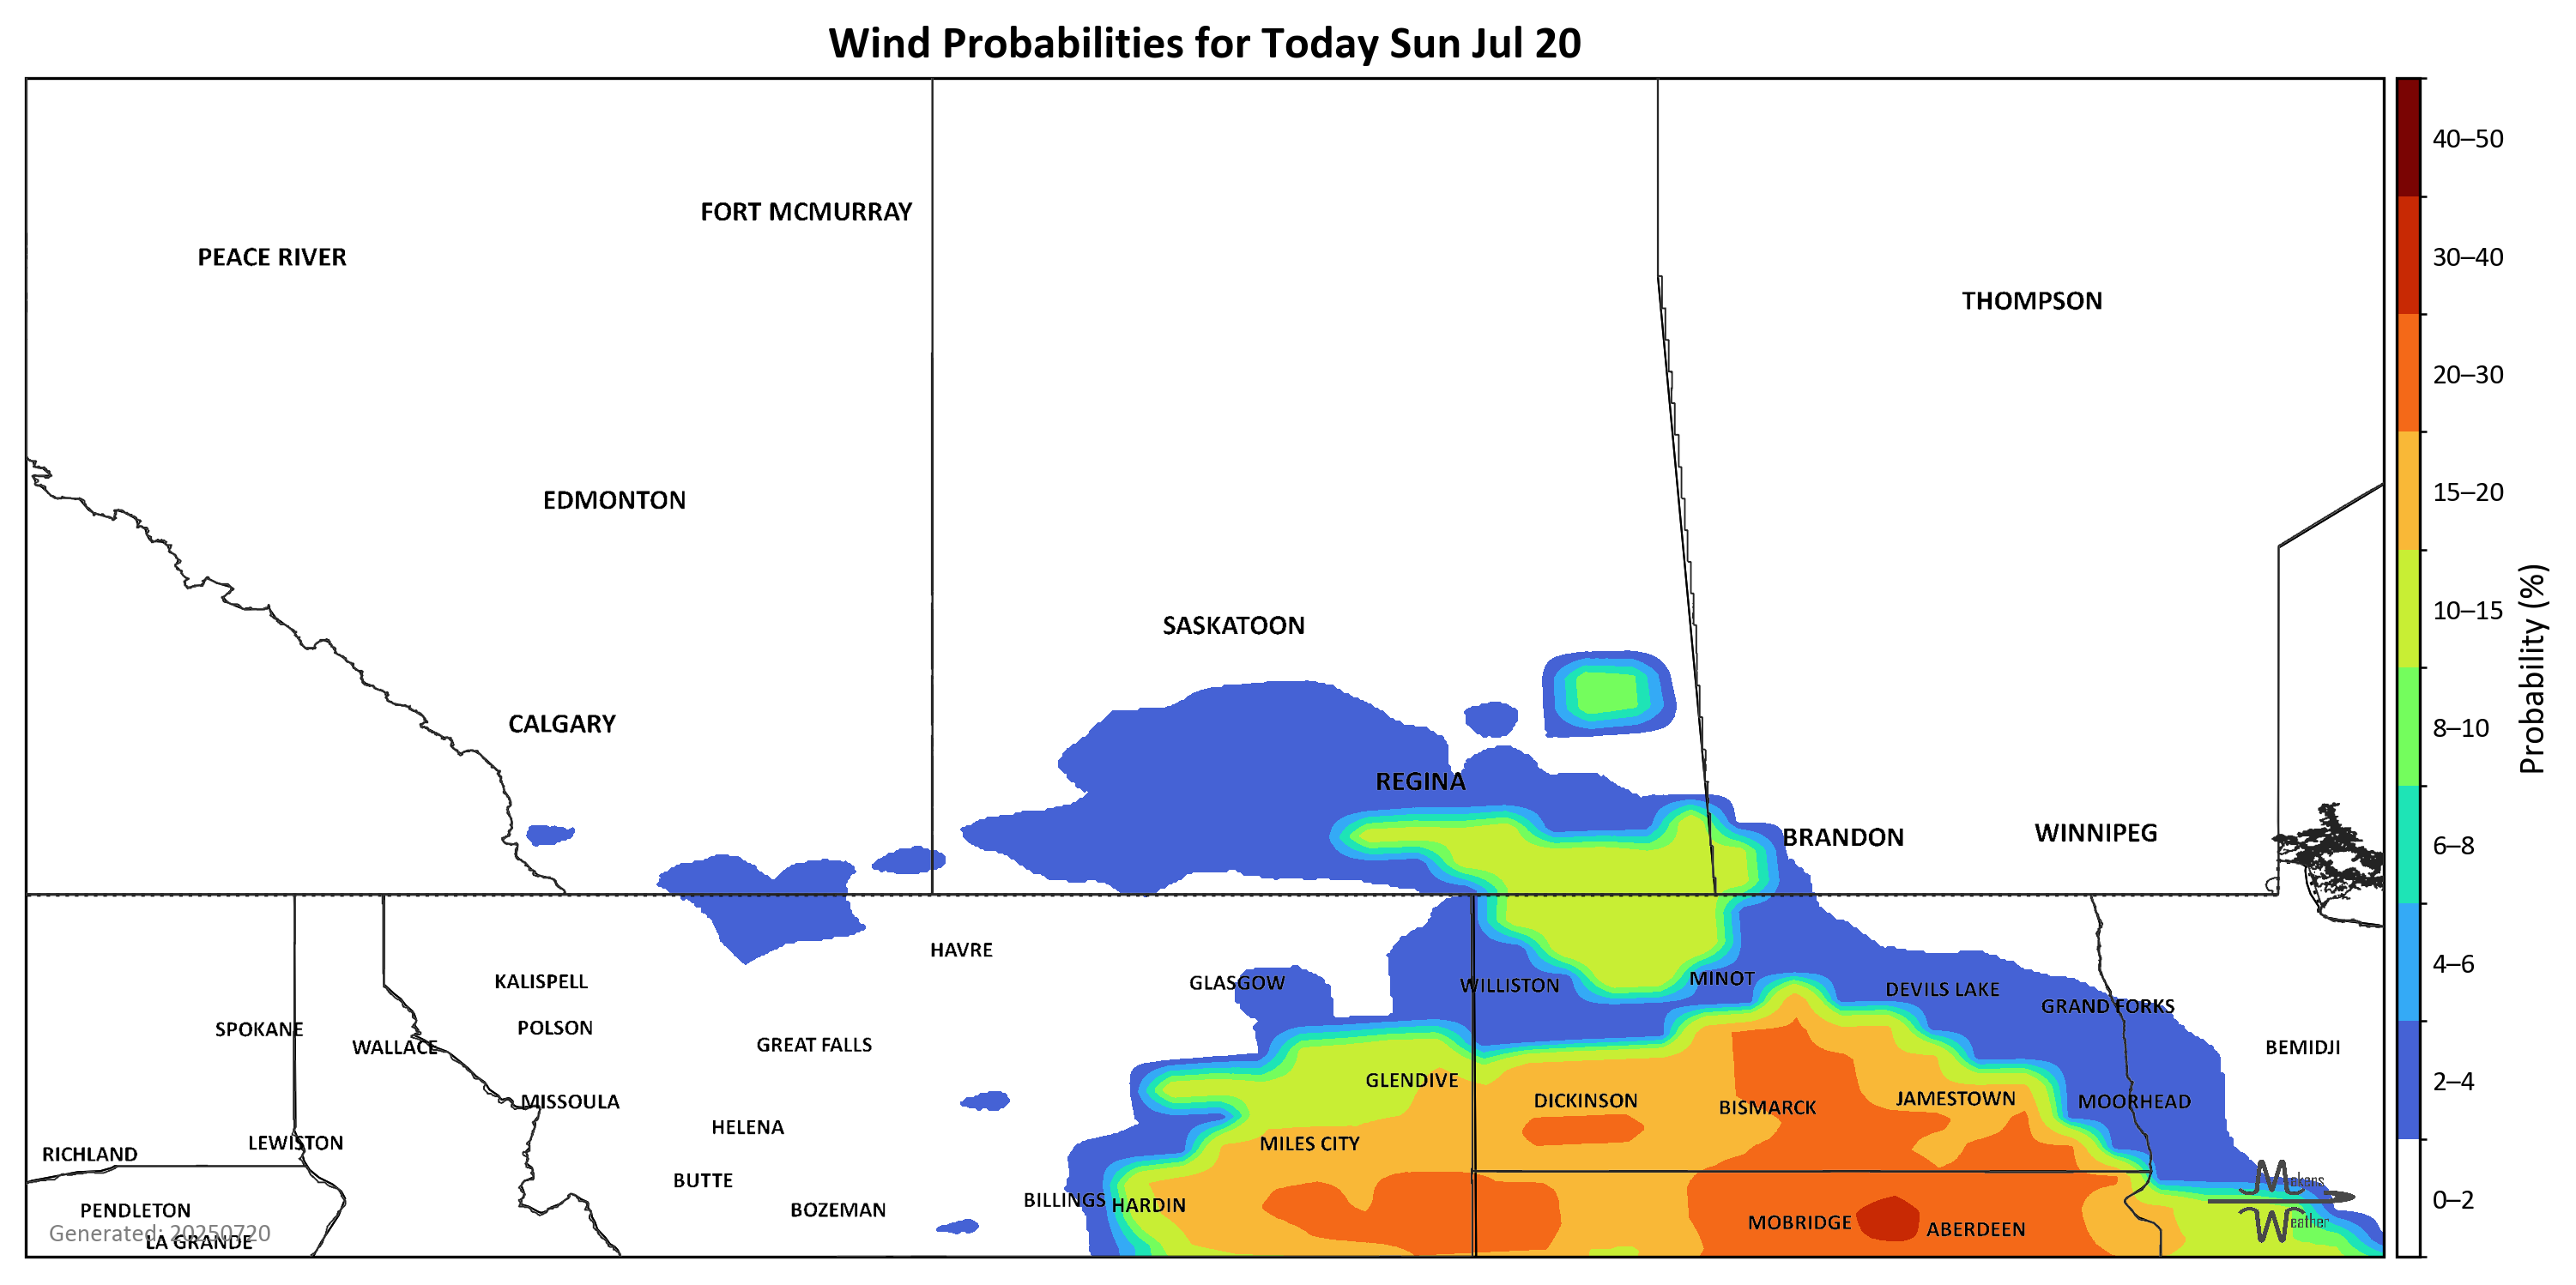 Wind Probabilities for Today Sun Jul 20
FORT MCMURRAY
PEACE RIVER
THOMPSON
EDMONTON
SASKATOON
CALGARY
REGINA
BRANDON
WINNIPEG
HAVRE
KALISPELL
GLASGOW
WILLISTON
MINOT
DEVILS LAKE
GRAND FORKS
SPOKANE
POLSON
WALLACE
GREAT FALLS
BEMIDJI
GLENDIVE
MISSOULA
DICKINSON
BISMARCK
JAMESTOWN
MOORHEAD
HELENA
LEWISTON
MILES CITY
RICHLAND
BUTTE
BILLINGS
HARDIN
PENDLETON
BOZEMAN
MOBRIDGE
ABERDEEN
Generated: 20250720
LA GRANDE
Weather
40–50
30–40
20–30
15–20
10–15
8–10
6–8
4–6
2–4
0–2
Probability (%)